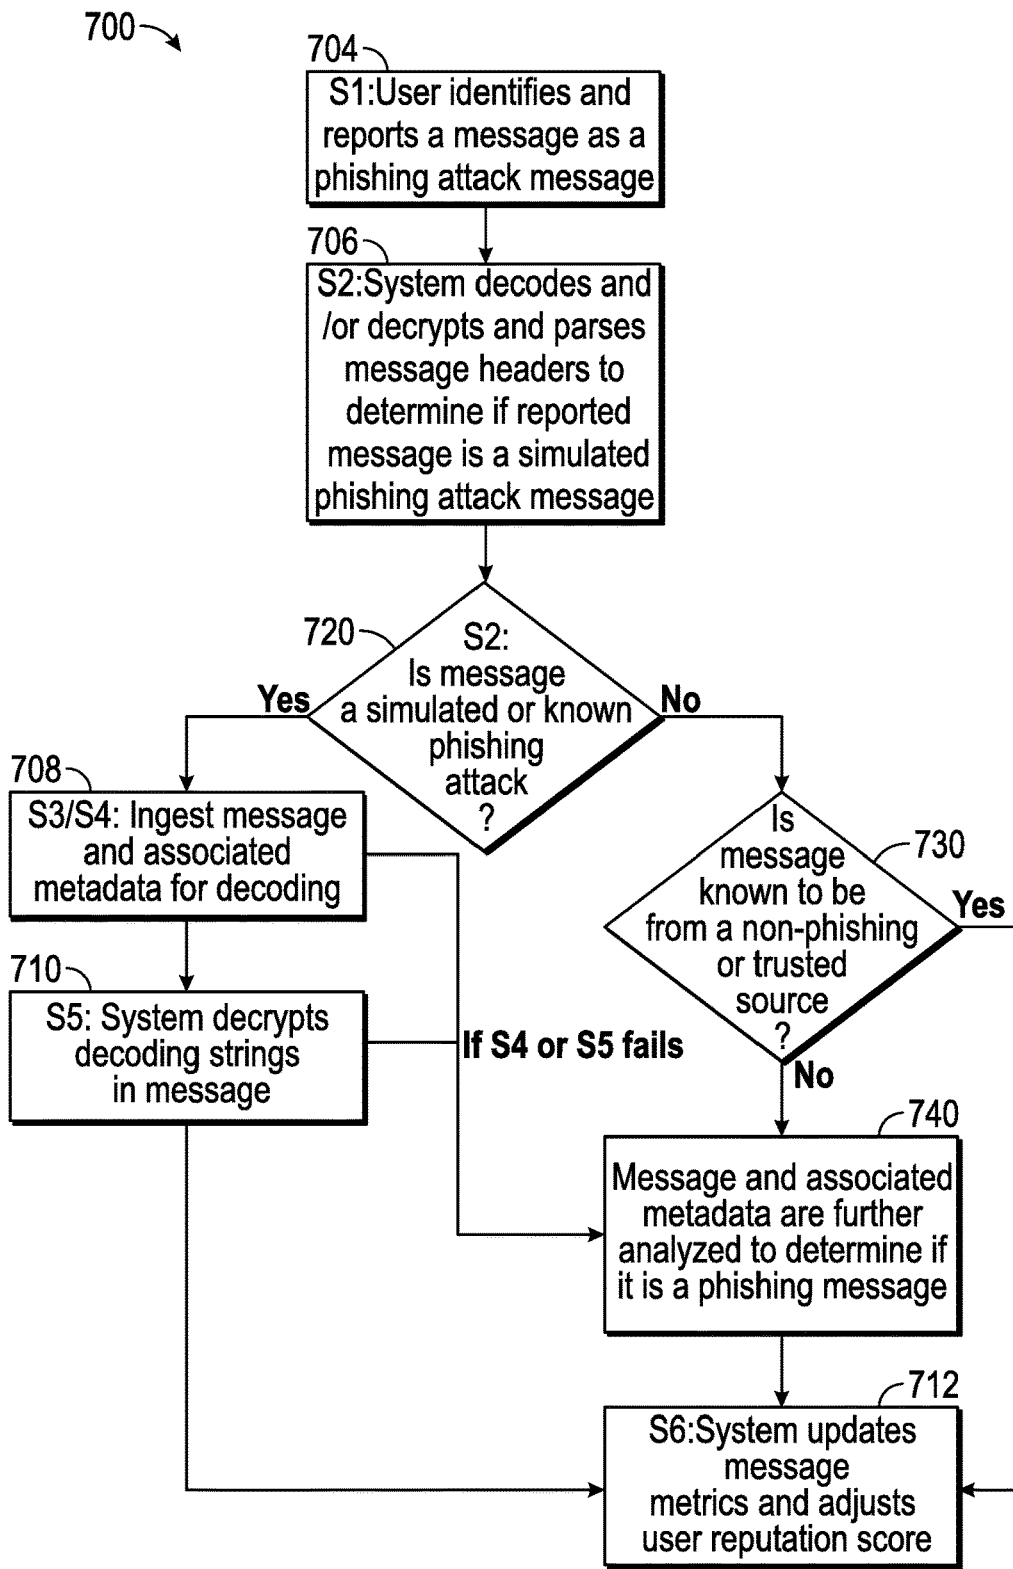 700
704
S1:User identifies and
reports a message as a
phishing attack message
706
S2:System decodes and
/or decrypts and parses
message headers to
determine if reported
message is a simulated
phishing attack message
720
S2:
Is message
a simulated or known
phishing
attack
?
Yes
No
708
S3/S4: Ingest message
and associated
metadata for decoding
730
Is
message
known to be
from a non-phishing
or trusted
source
?
Yes
No
710
S5: System decrypts
decoding strings
in message
If S4 or S5 fails
740
Message and associated
metadata are further
analyzed to determine if
it is a phishing message
712
S6:System updates
message
metrics and adjusts
user reputation score